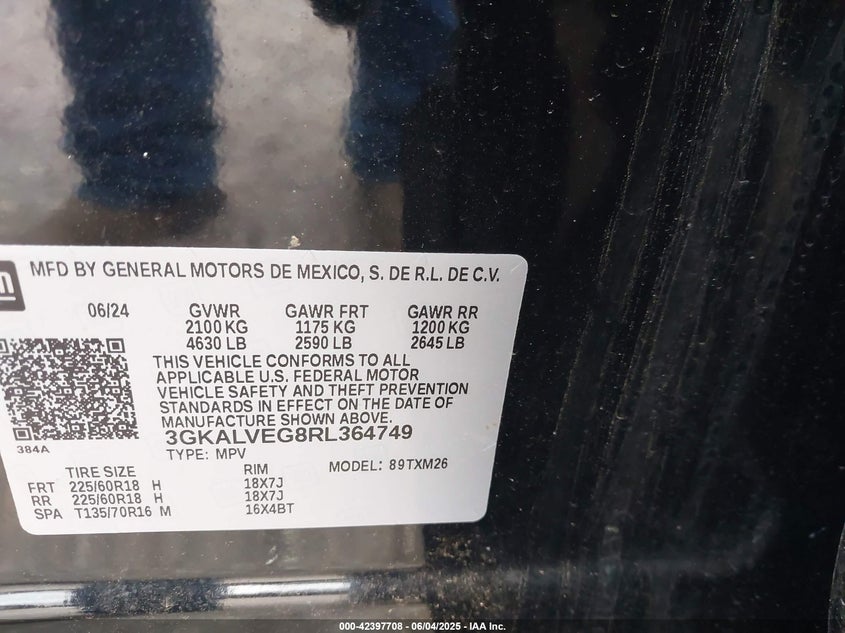 MFD BY GENERAL MOTORS DE MEXICO, S. DE R.L. DE C.V.
06/24 GVWR GAWR FRT GAWR RR
2100 KG 1175 KG 1200 KG
4630 LB 2590 LB 2645 LB
THIS VEHICLE CONFORMS TO ALL
APPLICABLE U.S. FEDERAL MOTOR
VEHICLE SAFETY AND THEFT PREVENTION
STANDARDS IN EFFECT ON THE DATE OF
MANUFACTURE SHOWN ABOVE.
384A
3GKALVEG8RL364749
TYPE: MPV MODEL: 89TXM26
TIRE SIZE RIM
FRT 225/60R18 H 18X7J
RR 225/60R18 H 18X7J
SPA T135/70R16 M 16X4BT
000-42397708 - 06/04/2025 - IAA Inc.